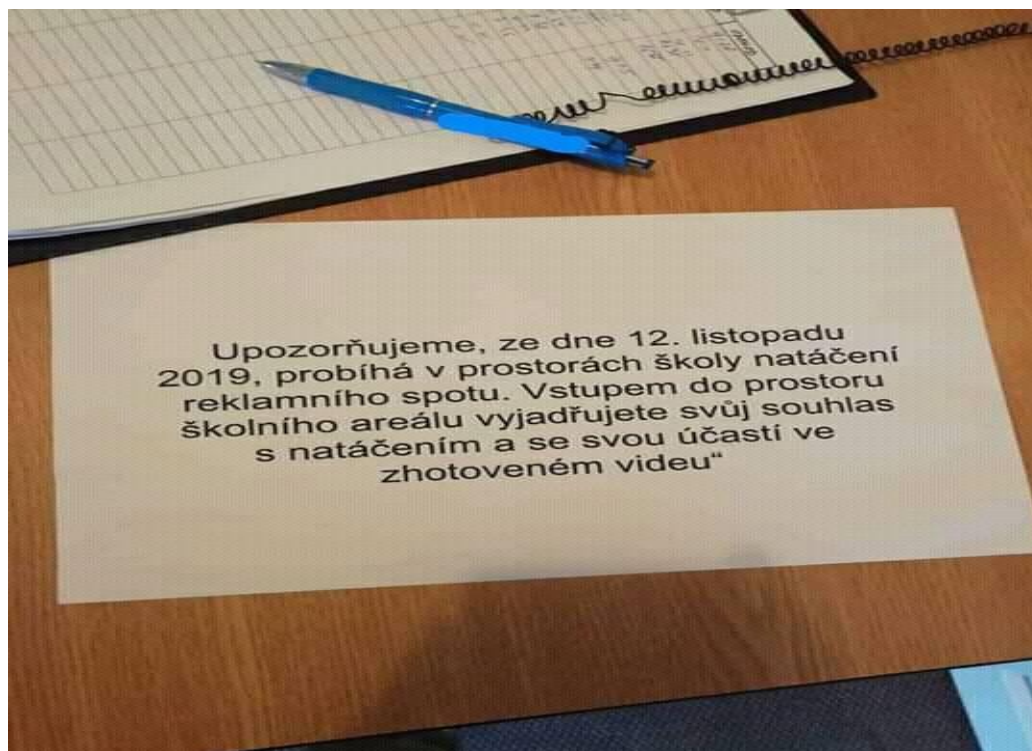 Upozorňujeme, ze dne 12. listopadu
2019, probíhá v prostorách školy natáčení
reklamního spotu. Vstupem do prostoru
školního areálu vyjadřujete svůj souhlas
s natáčením a se svou účastí ve
zhotoveném videu“